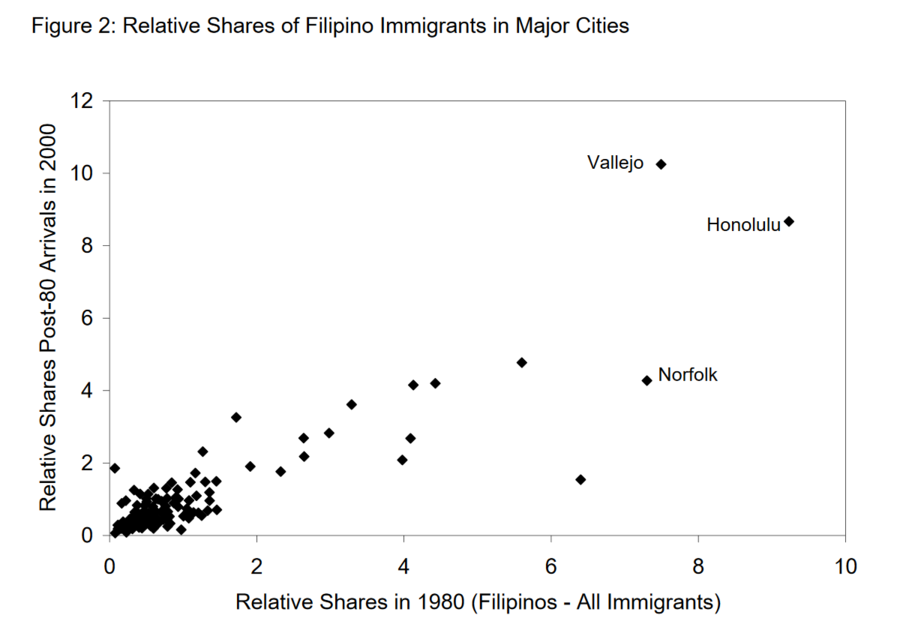 Figure 2: Relative Shares of Filipino Immigrants in Major Cities
12
10
8
6
4
2
0
Relative Shares Post-80 Arrivals in 2000
Vallejo
Honolulu
Norfolk
0 2 4 6 8 10
Relative Shares in 1980 (Filipinos - All Immigrants)